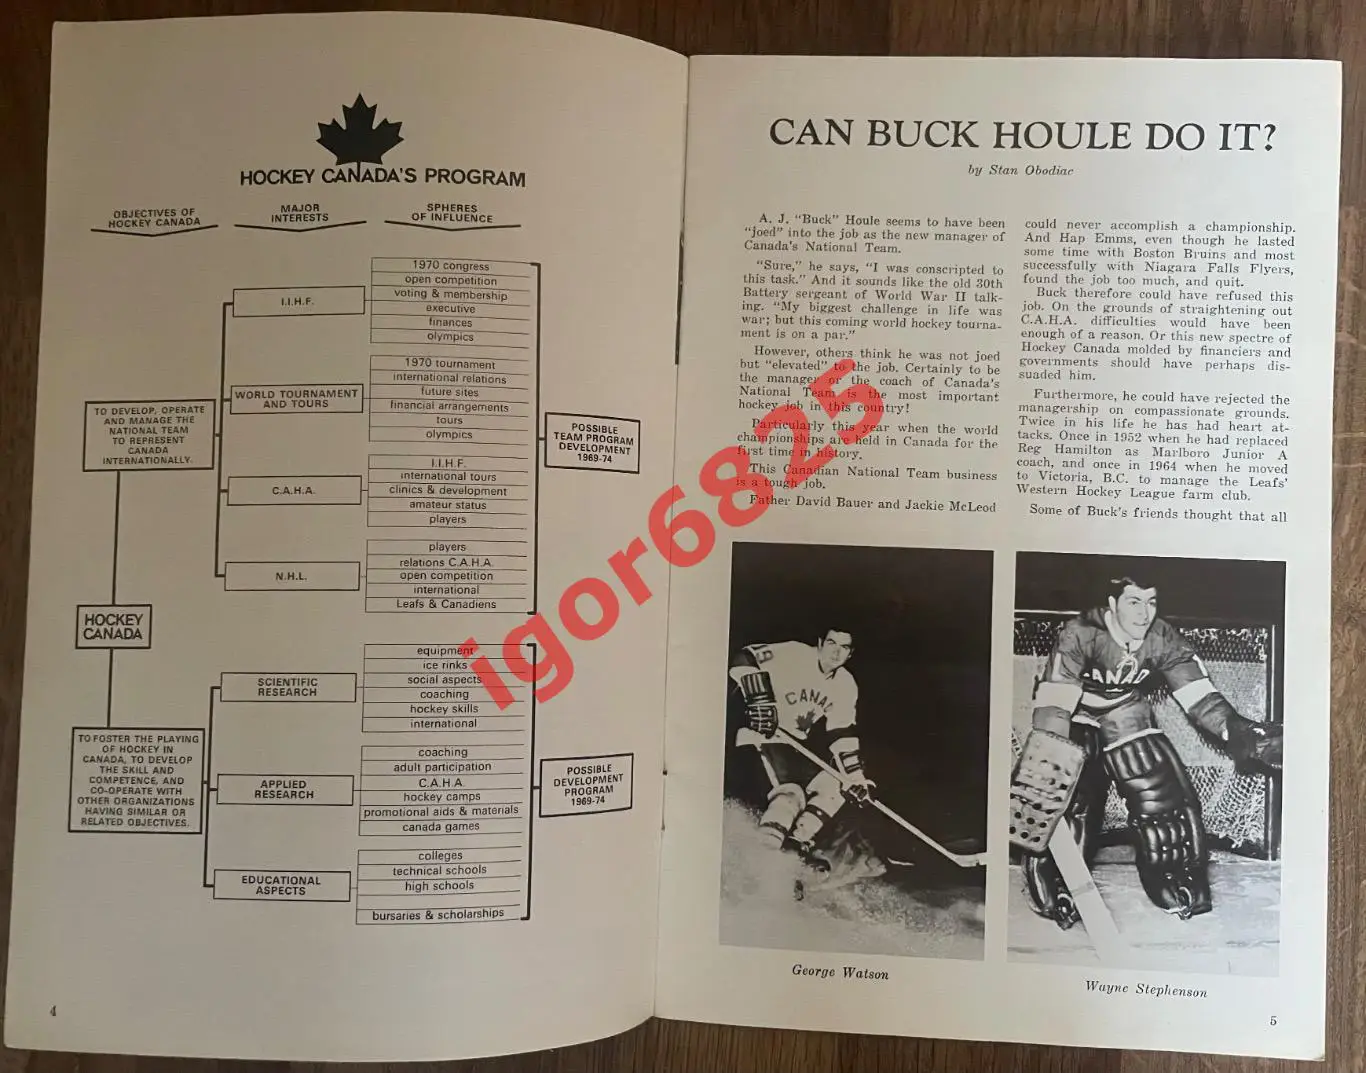 HOCKEY CANADA'S PROGRAM
OBJECTIVES OF
HOCKEY CANADA
MAJOR
INTERESTS
SPHERES
OF INFLUENCE
HOCKEY
CANADA
TO DEVELOP, OPERATE
AND MANAGE THE
NATIONAL TEAM
TO REPRESENT
CANADA
INTERNATIONALLY.
I.I.H.F.
1970 congress
open competition
voting & membership
executive
finances
olympics
WORLD TOURNAMENT
AND TOURS
1970 tournament
international relations
future sites
financial arrangements
tours
olympics
C.A.H.A.
I.I.H.F.
international tours
clinics & development
amateur status
players
N.H.L.
players
relations C.A.H.A.
open competition
international
Leafs & Canadiens
POSSIBLE
TEAM PROGRAM
DEVELOPMENT
1969-74
TO FOSTER THE PLAYING
OF HOCKEY IN
CANADA, TO DEVELOP
THE SKILL AND
COMPETENCE, AND
CO-OPERATE WITH
OTHER ORGANIZATIONS
HAVING SIMILAR OR
RELATED OBJECTIVES.
SCIENTIFIC
RESEARCH
equipment
ice rinks
social aspects
coaching
hockey skills
international
APPLIED
RESEARCH
coaching
adult participation
C.A.H.A.
hockey camps
promotional aids & materials
canada games
EDUCATIONAL
ASPECTS
colleges
technical schools
high schools
bursaries & scholarships
POSSIBLE
DEVELOPMENT
PROGRAM
1969-74
4
CAN BUCK HOULE DO IT?
by Stan Obodiac
A. J. "Buck" Houle seems to have been
"joed" into the job as the new manager of
Canada's National Team.
"Sure," he says, "I was conscripted to
this task." And it sounds like the old 30th
Battery sergeant of World War II talk-
ing. "My biggest challenge in life was
war; but this coming world hockey tourna-
ment is on a par."
However, others think he was not joed
but "elevated" to the job. Certainly to be
the manager or the coach of Canada's
National Team is the most important
hockey job in this country!
Particularly this year when the world
championships are held in Canada for the
first time in history.
This Canadian National Team business
is a tough job.
Father David Bauer and Jackie McLeod
could never accomplish a championship.
And Hap Emms, even though he lasted
some time with Boston Bruins and most
successfully with Niagara Falls Flyers,
found the job too much, and quit.
Buck therefore could have refused this
job. On the grounds of straightening out
C.A.H.A. difficulties would have been
enough of a reason. Or this new spectre of
Hockey Canada molded by financiers and
governments should have perhaps dis-
suaded him.
Furthermore, he could have rejected the
managership on compassionate grounds.
Twice in his life he has had heart at-
tacks. Once in 1952 when he had replaced
Reg Hamilton as Marlboro Junior A
coach, and once in 1964 when he moved
to Victoria, B.C. to manage the Leafs'
Western Hockey League farm club.
Some of Buck's friends thought that all
19
CANAD
CANAD
1
George Watson
Wayne Stephenson
5
igor6825